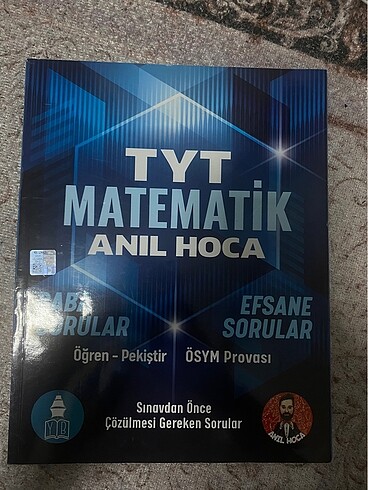 TYT
MATEMATİK
ANIL HOCA
SORULAR
EFSANE
SORULAR
Öğren - Pekiştir
ÖSYM Provası
Sınavdan Önce
Çözülmesi Gereken Sorular
ANIL HOCA